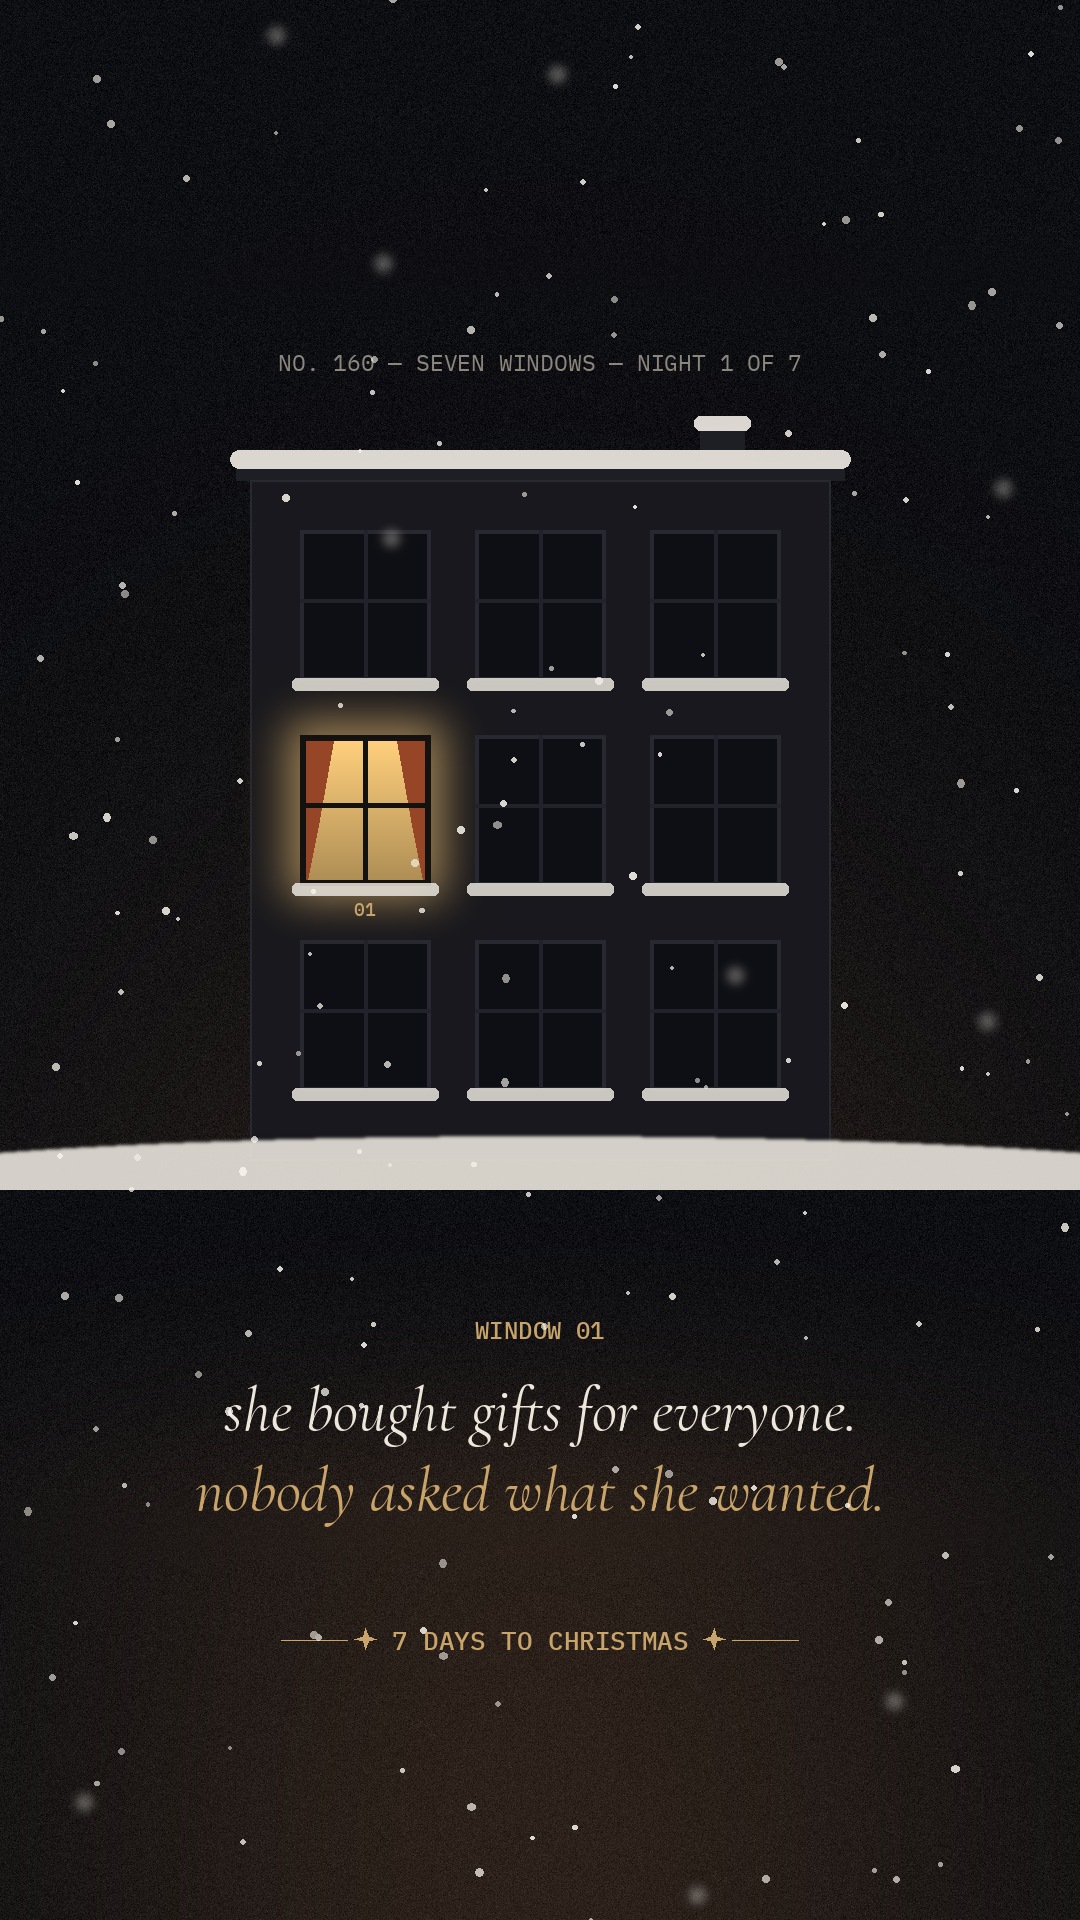 NO. 160 — SEVEN WINDOWS — NIGHT 1 OF 7
01
WINDOW 01
she bought gifts for everyone.
nobody asked what she wanted.
7 DAYS TO CHRISTMAS